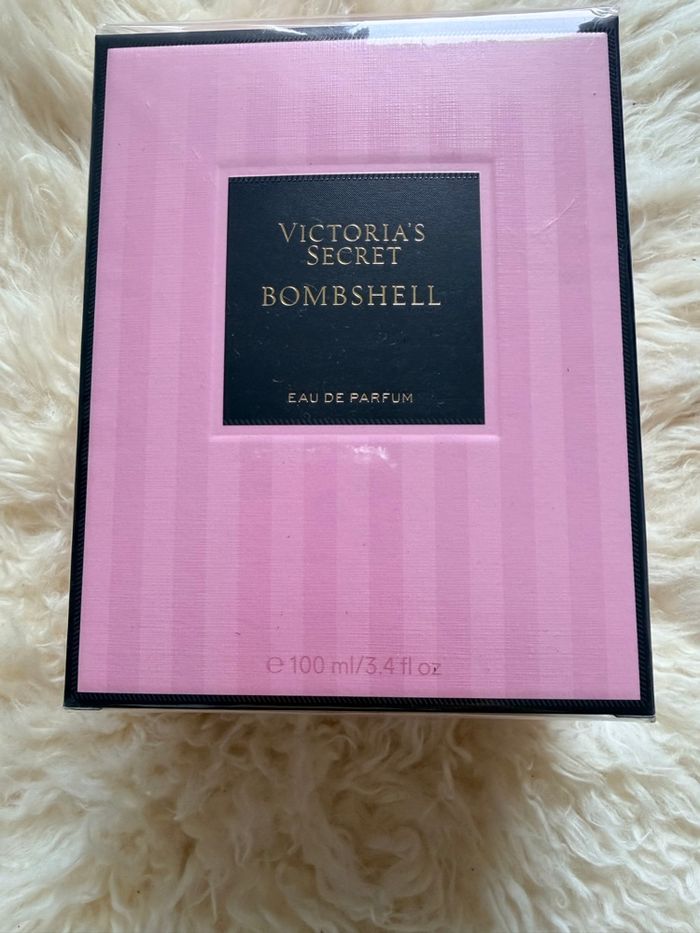 VICTORIA'S
SECRET
BOMBSHELL
EAU DE PARFUM
℮ 100 ml/3.4 fl oz